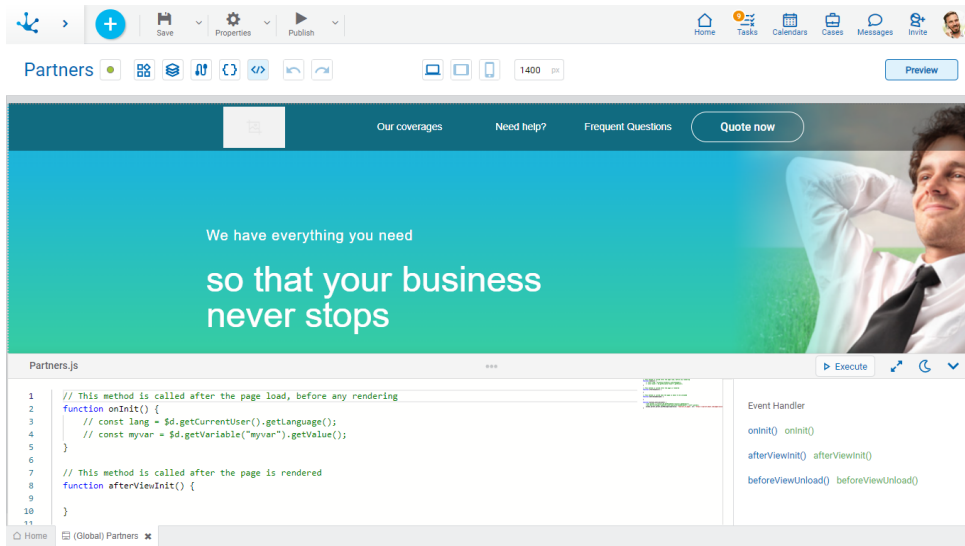 Save
Properties
Publish
Home
9
Tasks
Calendars
Cases
Messages
Invite
Partners
1400 px
Preview
Our coverages
Need help?
Frequent Questions
Quote now
We have everything you need
so that your business
never stops
Partners.js
Execute
1 // This method is called after the page load, before any rendering
2 function onInit() {
3 // const lang = $d.getCurrentUser().getLanguage();
4 // const myvar = $d.getVariable("myvar").getValue();
5 }
6
7 // This method is called after the page is rendered
8 function afterViewInit() {
9
10 }
11
Event Handler
onInit() onInit()
afterViewInit() afterViewInit()
beforeViewUnload() beforeViewUnload()
Home
(Global) Partners